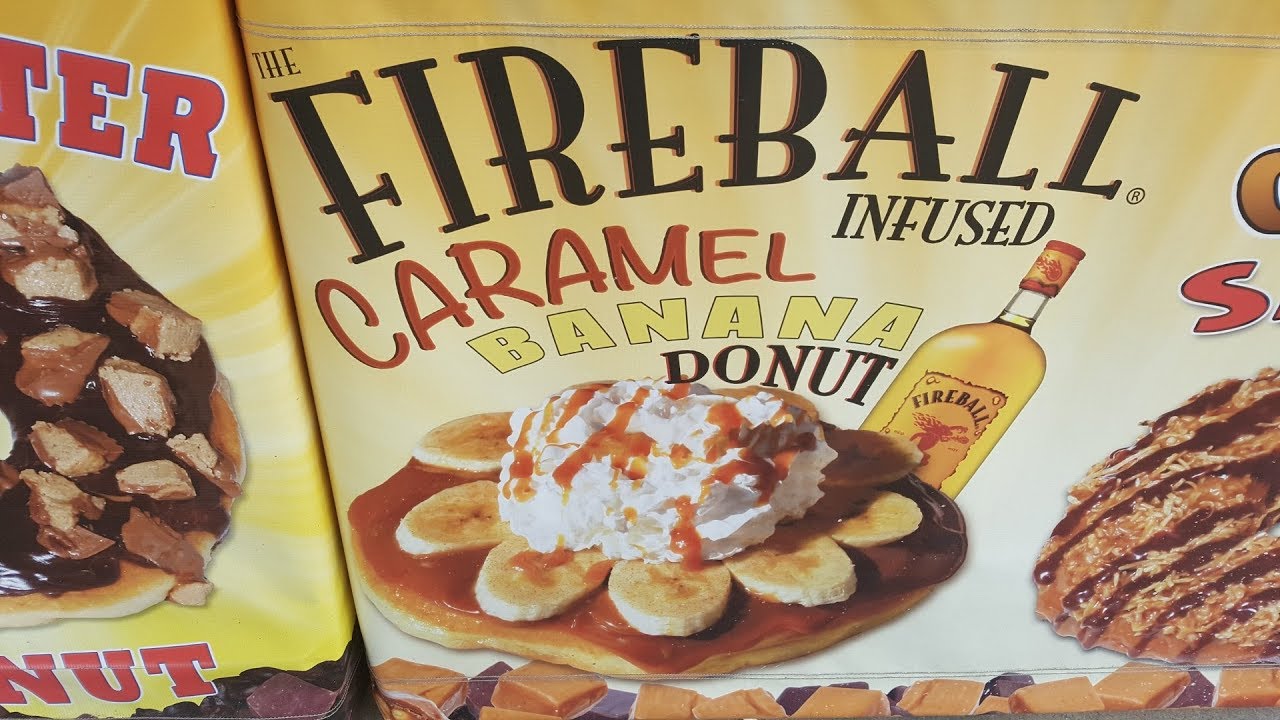 TER
NUT
THE
FIREBALL®
INFUSED
CARAMEL
BANANA
DONUT
FIREBALL